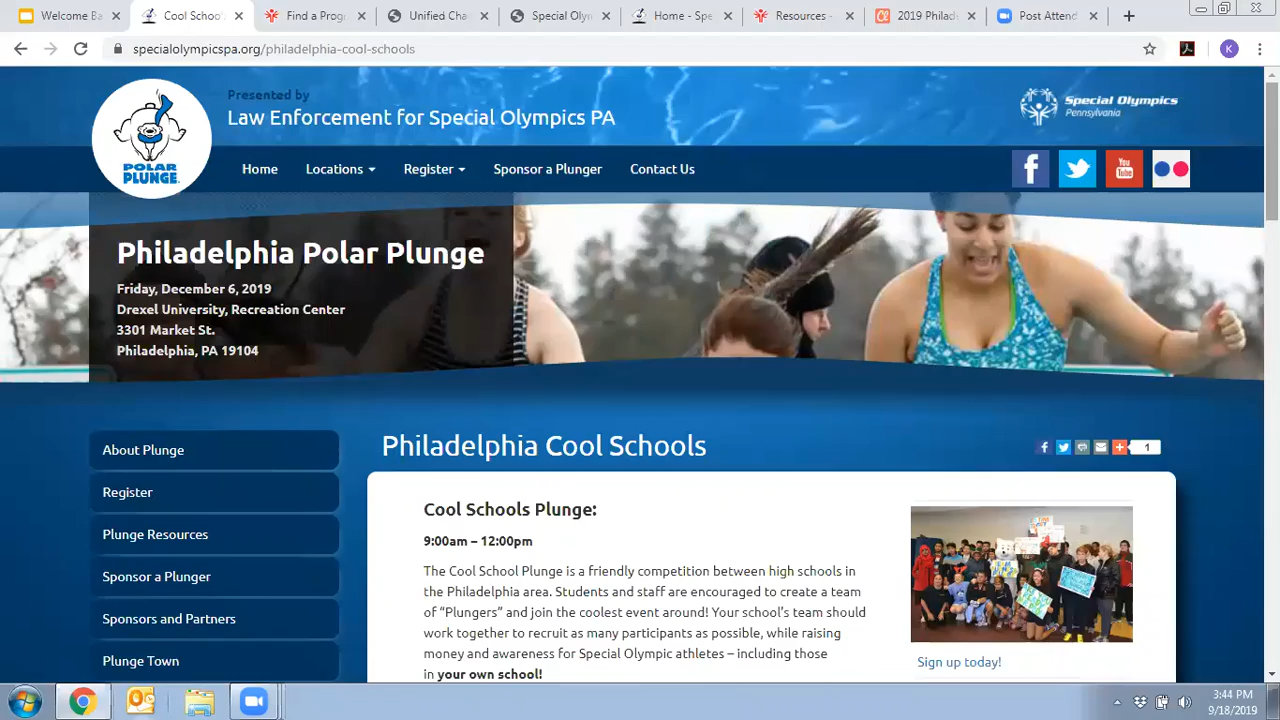 Welcome Ba
Cool Schoo
Find a Prog
Unified Cha
Special Olym
Home - Spe
Resources -
2019 Philad
Post Attend
specialolympicspa.org/philadelphia-cool-schools
K
Presented by
Law Enforcement for Special Olympics PA
Special Olympics
Pennsylvania
POLAR
PLUNGE
Home
Locations
Register
Sponsor a Plunger
Contact Us
You
Tube
Philadelphia Polar Plunge
Friday, December 6, 2019
Drexel University, Recreation Center
3301 Market St.
Philadelphia, PA 19104
About Plunge
Register
Plunge Resources
Sponsor a Plunger
Sponsors and Partners
Plunge Town
Philadelphia Cool Schools
1
Cool Schools Plunge:
9:00am – 12:00pm
The Cool School Plunge is a friendly competition between high schools in
the Philadelphia area. Students and staff are encouraged to create a team
of “Plungers” and join the coolest event around! Your school’s team should
work together to recruit as many participants as possible, while raising
money and awareness for Special Olympic athletes – including those
in your own school!
Sign up today!
3:44 PM
9/18/2019